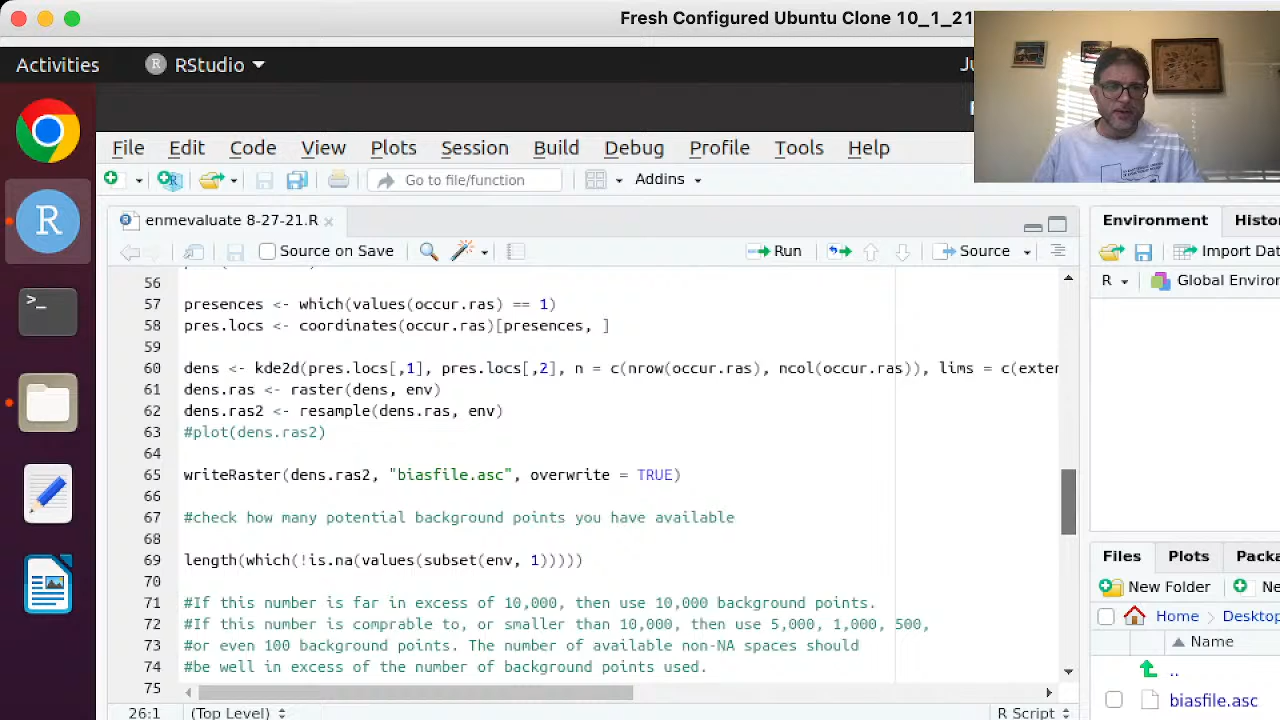 Fresh Configured Ubuntu Clone 10_1_21
Activities
RStudio
File Edit Code View Plots Session Build Debug Profile Tools Help
Go to file/function Addins
enmevaluate 8-27-21.R
Source on Save Run Source
56
57 presences <- which(values(occur.ras) == 1)
58 pres.locs <- coordinates(occur.ras)[presences, ]
59
60 dens <- kde2d(pres.locs[,1], pres.locs[,2], n = c(nrow(occur.ras), ncol(occur.ras)), lims = c(exter
61 dens.ras <- raster(dens, env)
62 dens.ras2 <- resample(dens.ras, env)
63 #plot(dens.ras2)
64
65 writeRaster(dens.ras2, "biasfile.asc", overwrite = TRUE)
66
67 #check how many potential background points you have available
68
69 length(which(!is.na(values(subset(env, 1)))))
70
71 #If this number is far in excess of 10,000, then use 10,000 background points.
72 #If this number is comprable to, or smaller than 10,000, then use 5,000, 1,000, 500,
73 #or even 100 background points. The number of available non-NA spaces should
74 #be well in excess of the number of background points used.
75
26:1 (Top Level) R Script
Environment Histo
Import Dat
R Global Enviro
Files Plots Packa
New Folder Ne
Home Deskto
Name
..
biasfile.asc